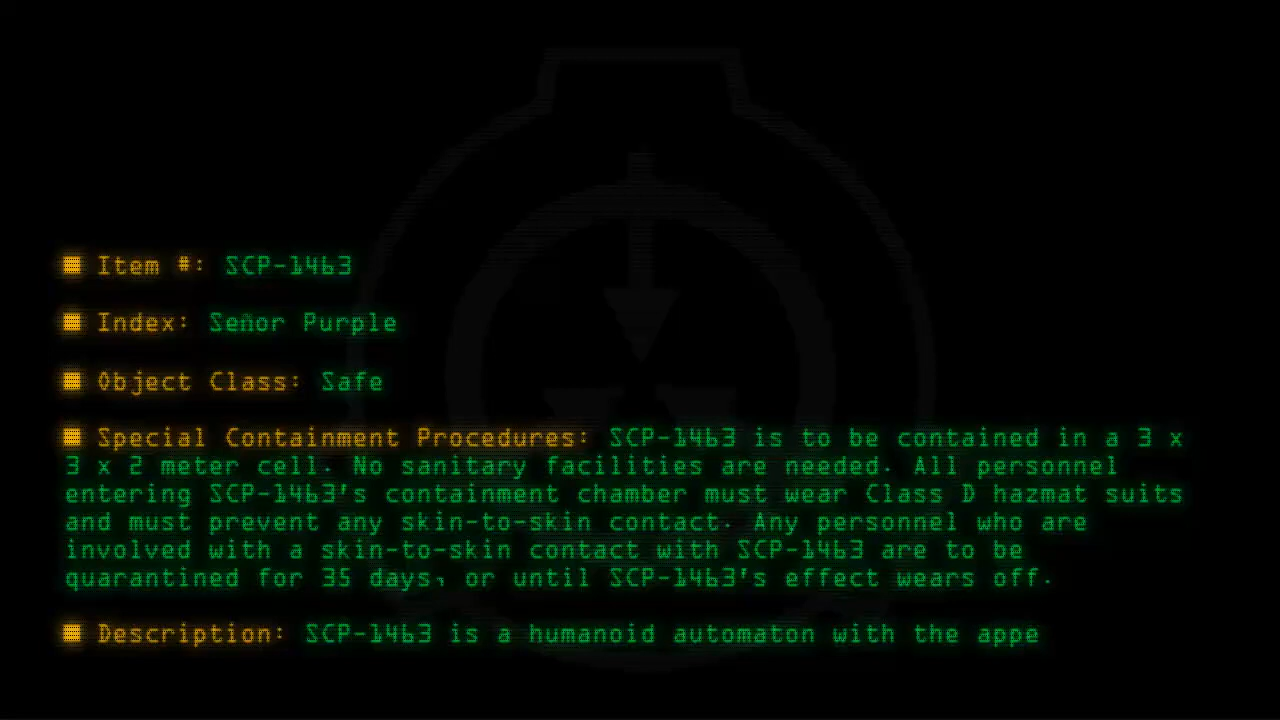 Item #: SCP-1463
Index: Señor Purple
Object Class: Safe
Special Containment Procedures: SCP-1463 is to be contained in a 3 x
3 x 2 meter cell. No sanitary facilities are needed. All personnel
entering SCP-1463's containment chamber must wear Class D hazmat suits
and must prevent any skin-to-skin contact. Any personnel who are
involved with a skin-to-skin contact with SCP-1463 are to be
quarantined for 35 days, or until SCP-1463's effect wears off.
Description: SCP-1463 is a humanoid automaton with the appe